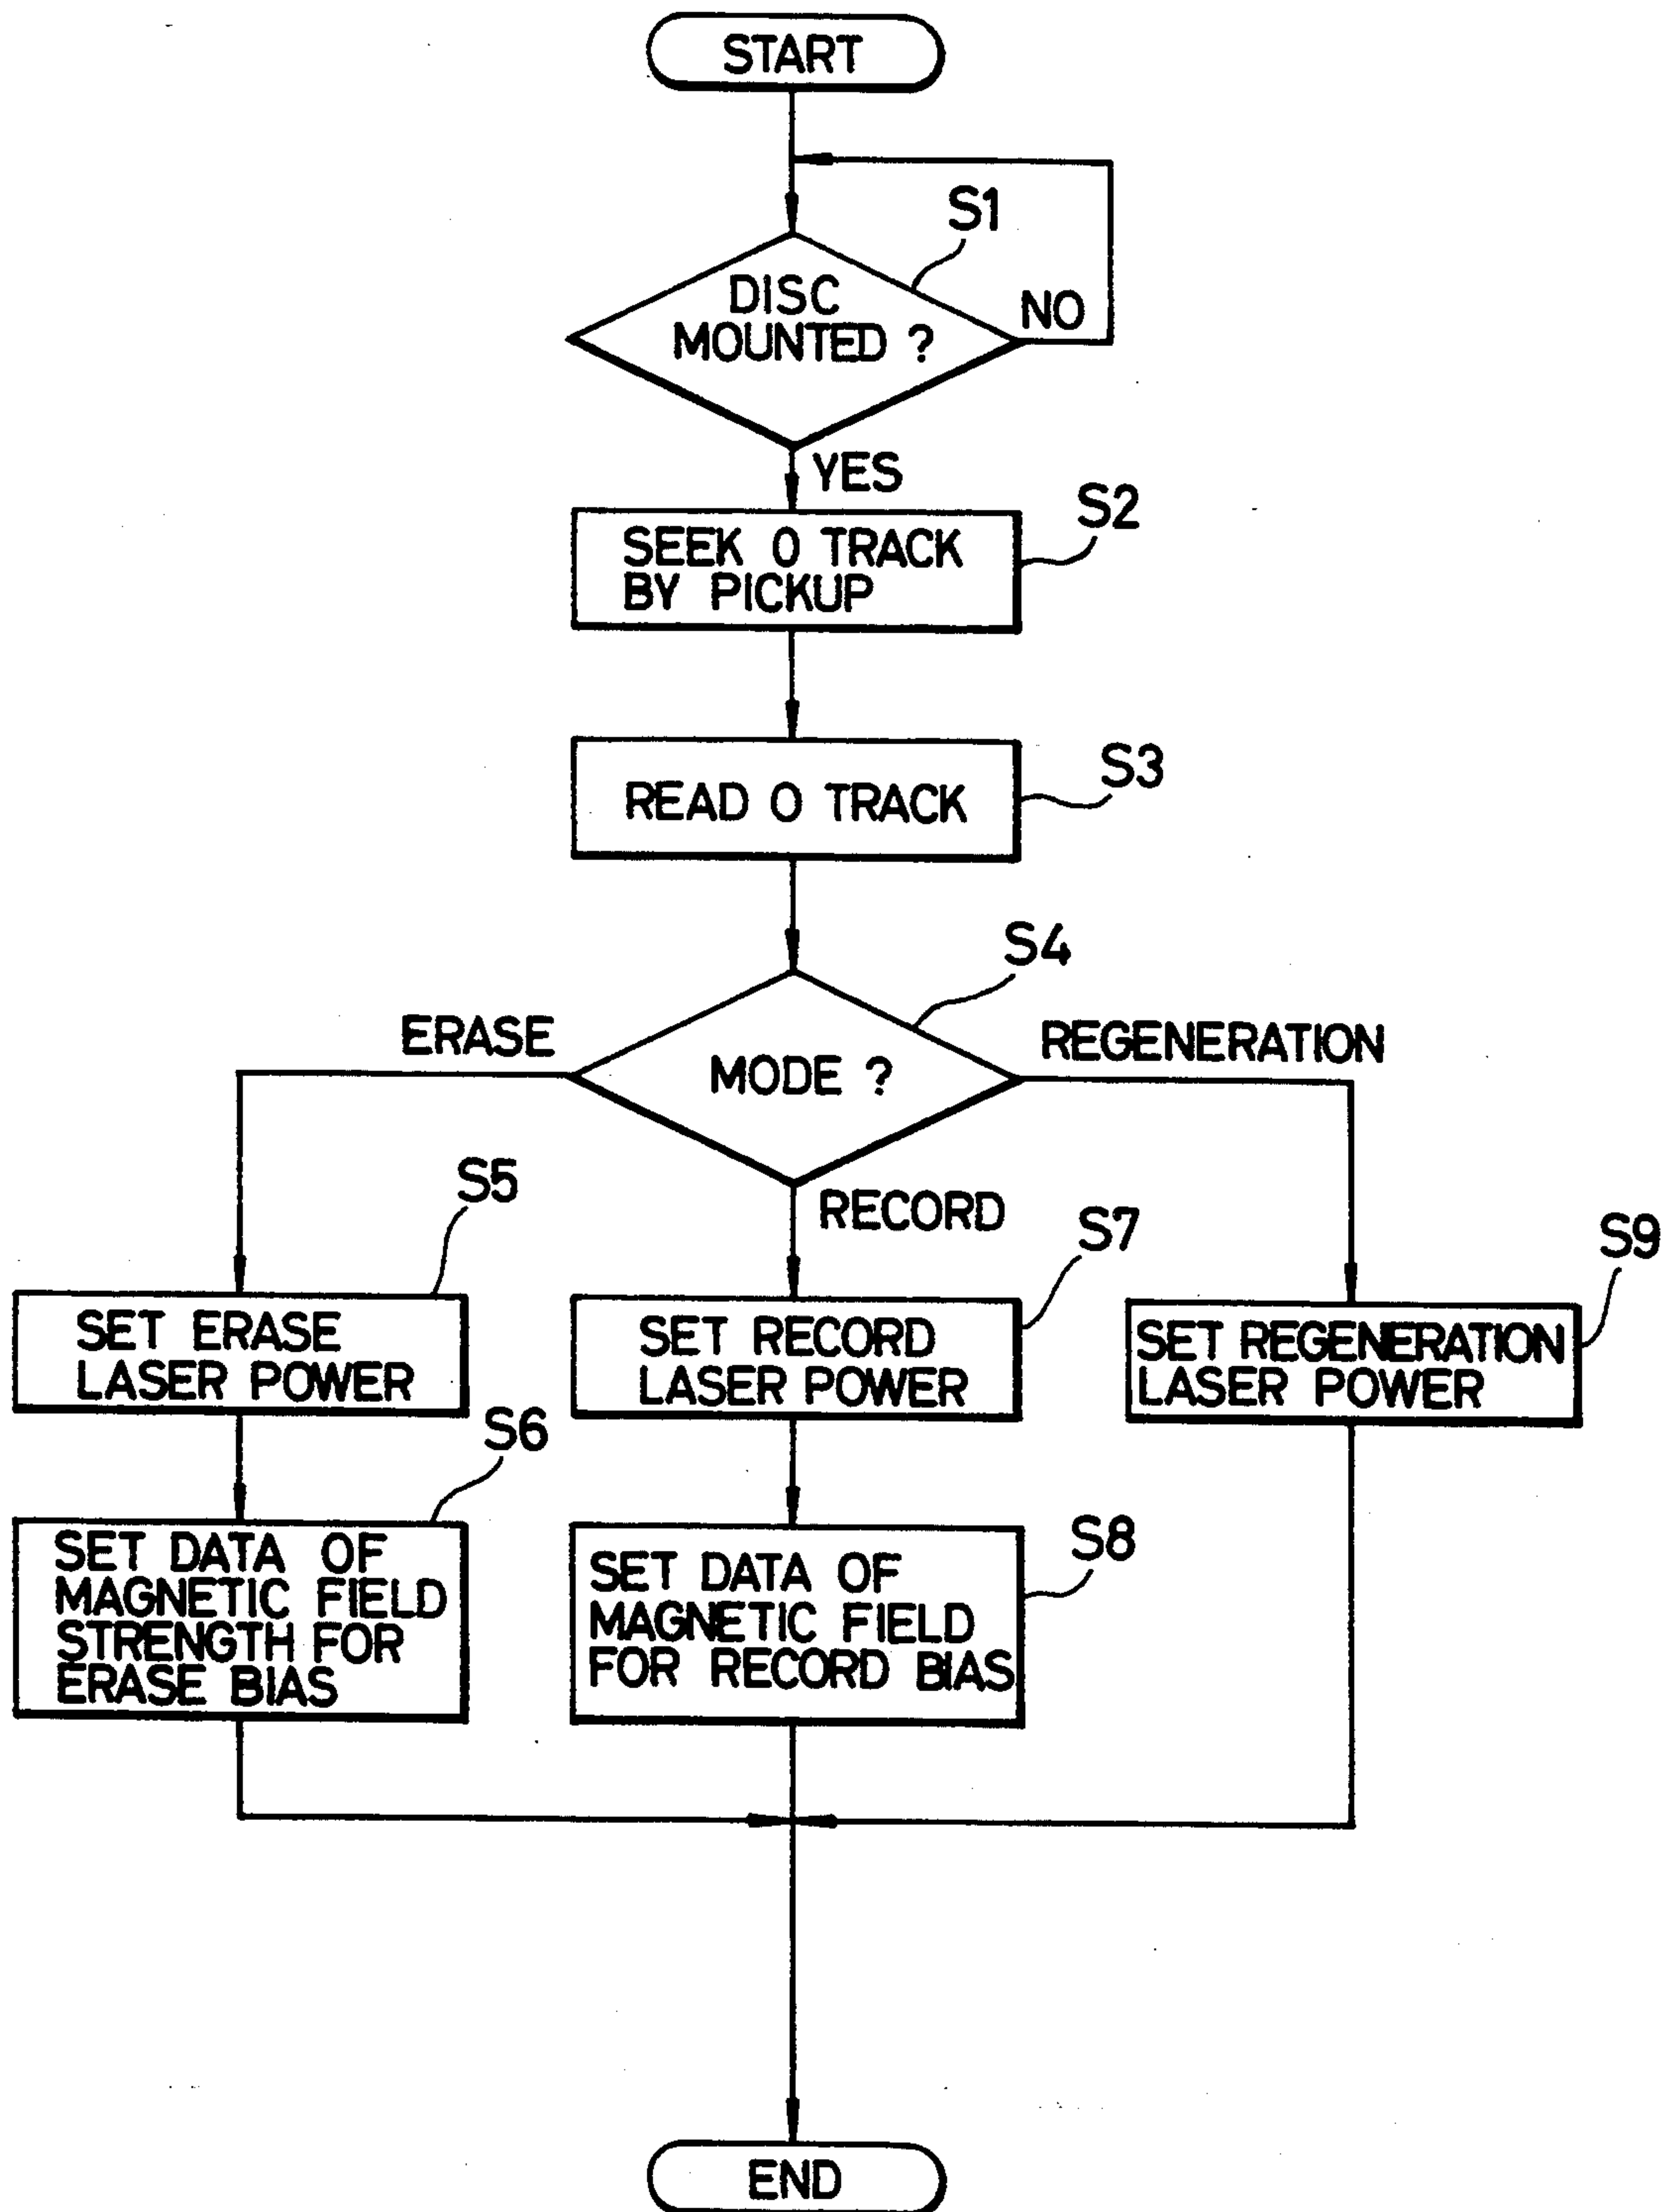 START
S1
DISC
MOUNTED ?
NO
YES
S2
SEEK 0 TRACK
BY PICKUP
S3
READ 0 TRACK
S4
ERASE
MODE ?
REGENERATION
RECORD
S5
SET ERASE
LASER POWER
S7
SET RECORD
LASER POWER
S9
SET REGENERATION
LASER POWER
S6
SET DATA OF
MAGNETIC FIELD
STRENGTH FOR
ERASE BIAS
S8
SET DATA OF
MAGNETIC FIELD
FOR RECORD BIAS
END